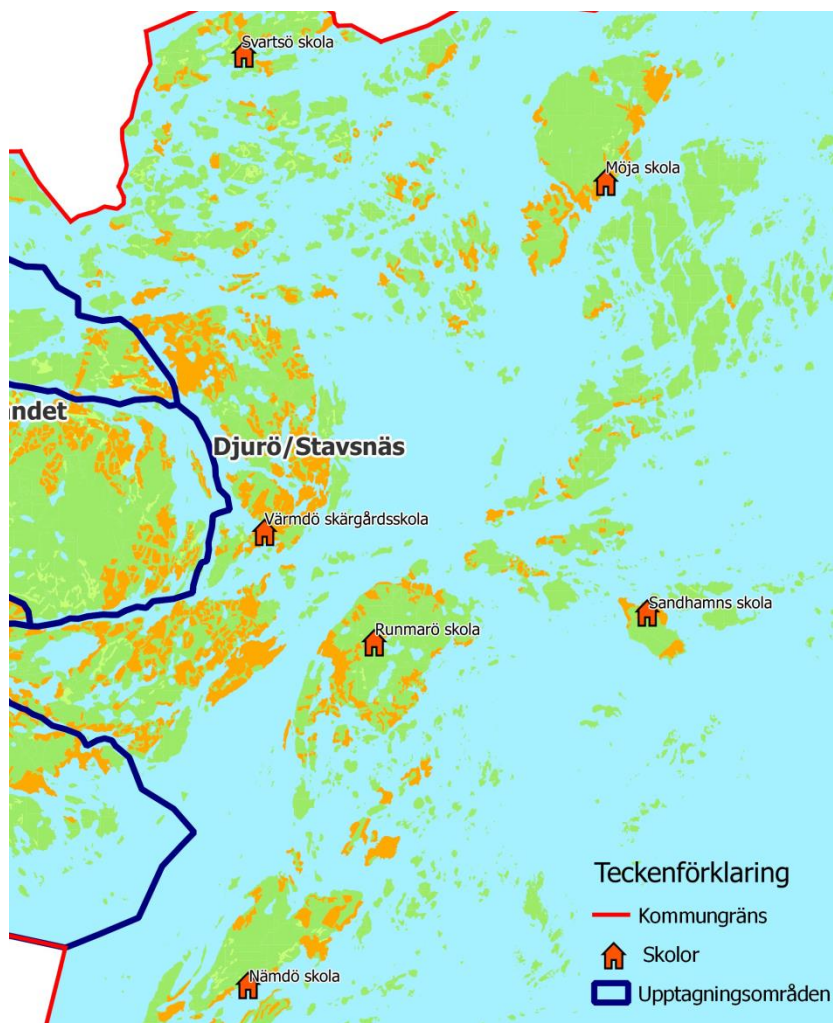 Svartsö skola
Möja skola
ndet
Djurö/Stavsnäs
Värmdö skärgårdsskola
Sandhamns skola
Runmarö skola
Nämdö skola
Teckenförklaring
Kommungräns
Skolor
Upptagningsområden